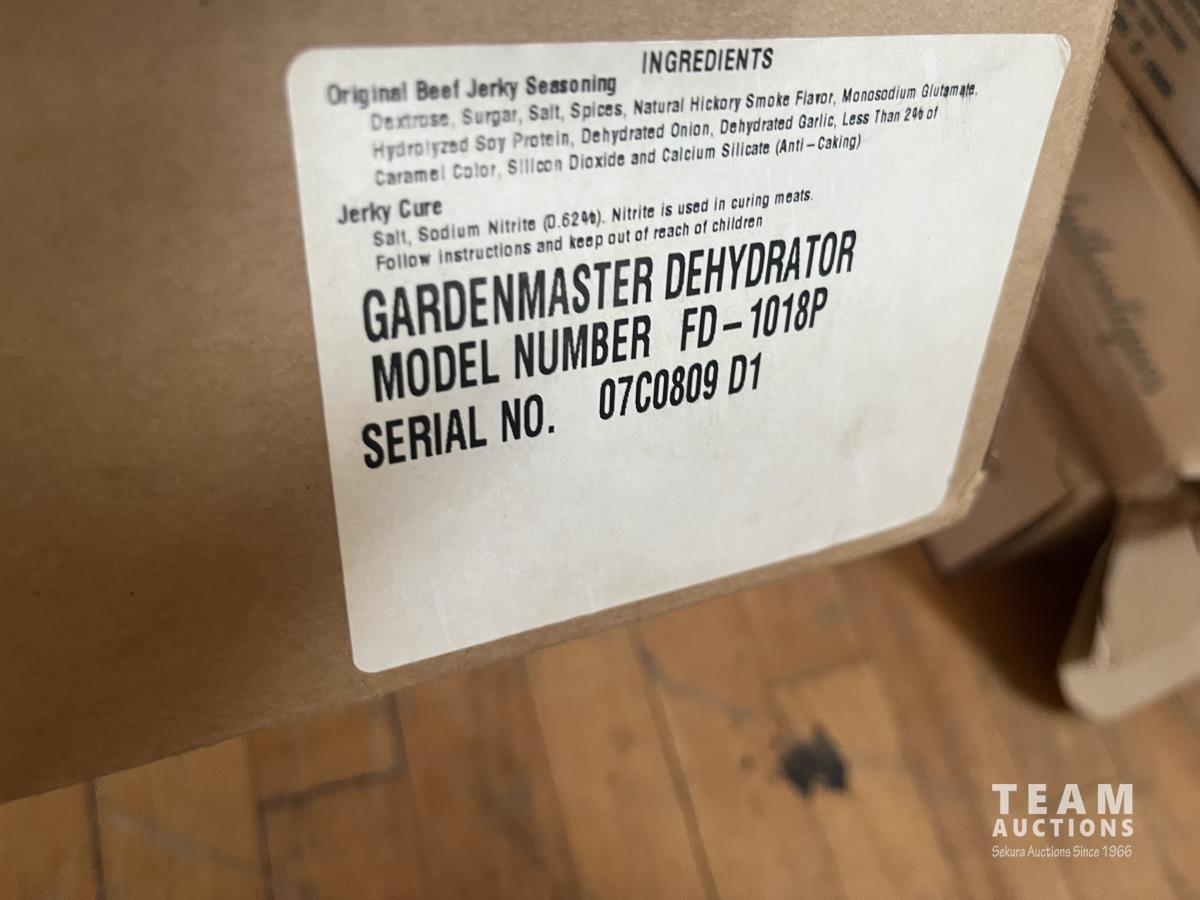 INGREDIENTS
Original Beef Jerky Seasoning
Dextrose, Surgar, Salt, Spices, Natural Hickory Smoke Flavor, Monosodium Glutamate,
Hydrolyzed Soy Protein, Dehydrated Onion, Dehydrated Garlic, Less Than 2% of
Caramel Color, Silicon Dioxide and Calcium Silicate (Anti-Caking)
Jerky Cure
Salt, Sodium Nitrite (0.62%). Nitrite is used in curing meats.
Follow instructions and keep out of reach of children
GARDENMASTER DEHYDRATOR
MODEL NUMBER FD-1018P
SERIAL NO. 07C0809 D1
TEAM
AUCTIONS
Sekura Auctions Since 1966